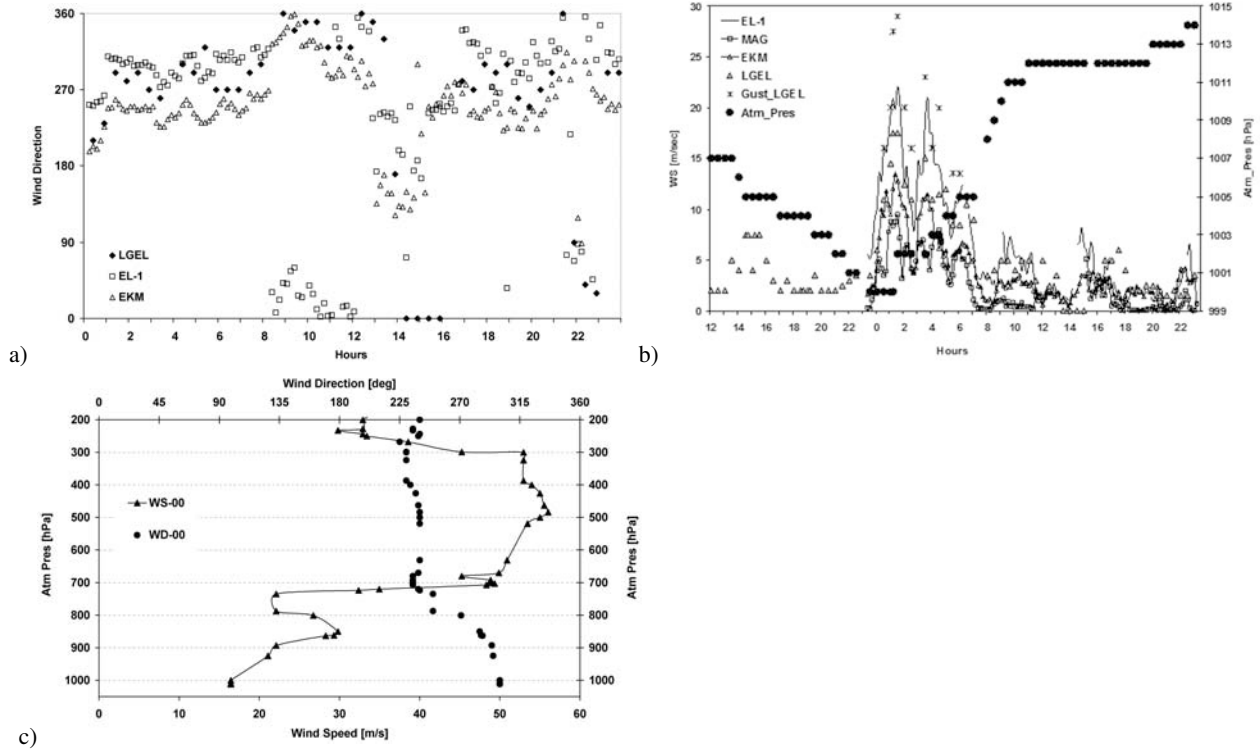 360
270
180
90
0
Wind Direction
LGEL
EL-1
EKM
0 2 4 6 8 10 12 14 16 18 20 22
Hours
a)
30
25
20
15
10
5
0
WS [m/sec]
EL-1
MAG
EKM
LGEL
Gust_LGEL
Atm_Pres
1015
1013
1011
1009
1007
1005
1003
1001
999
Atm_Pres [hPa]
12 14 16 18 20 22 0 2 4 6 8 10 12 14 16 18 20 22
Hours
b)
Wind Direction [deg]
0 45 90 135 180 225 270 315 360
200 200
300 300
400 400
500 500
600 600
700 700
800 800
900 900
1000 1000
Atm Pres [hPa]
WS-00
WD-00
Atm Pres [hPa]
0 10 20 30 40 50 60
Wind Speed [m/s]
c)